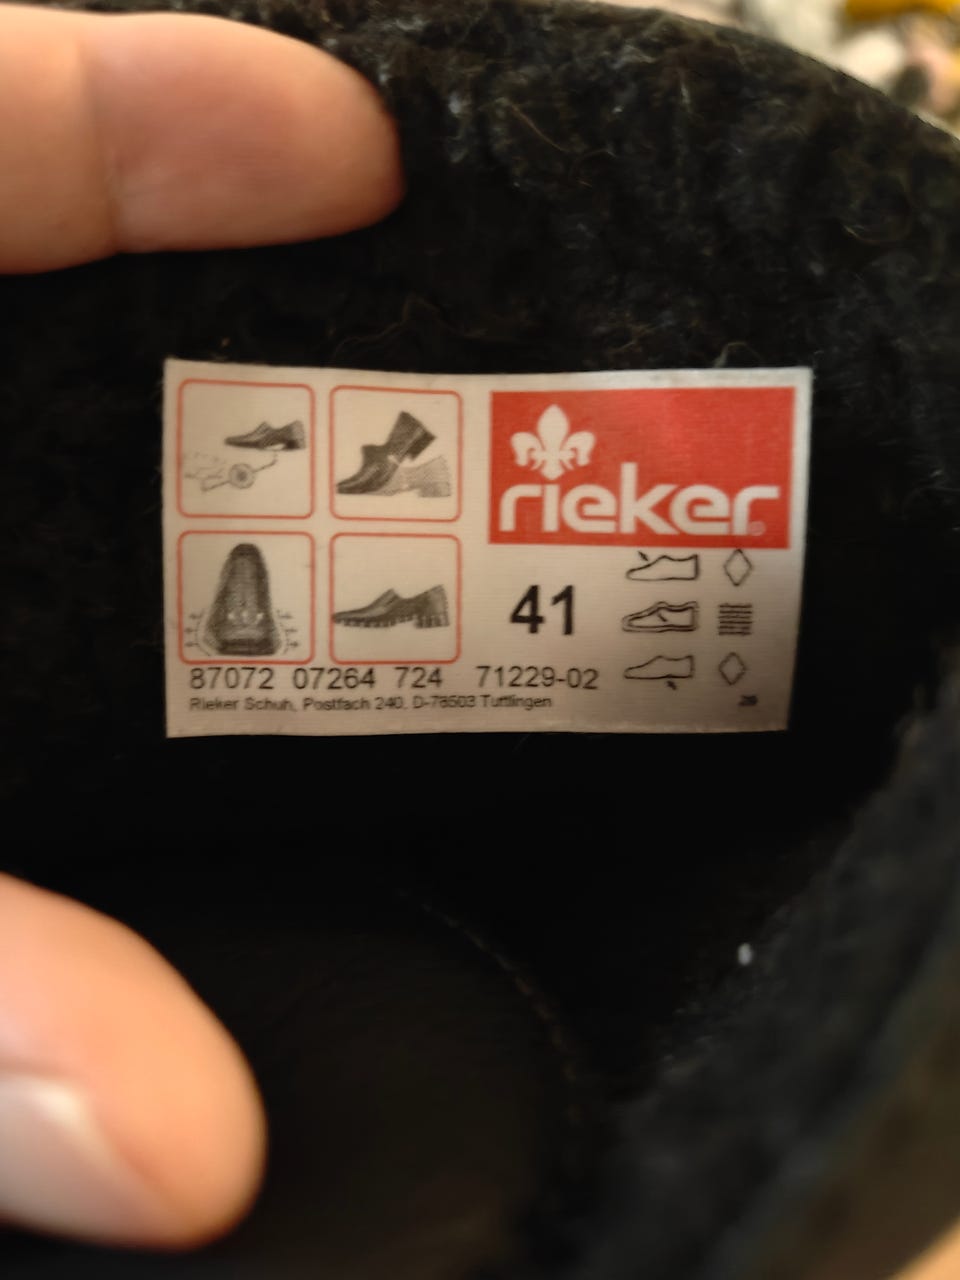 rieker
41
87072 07264 724 71229-02
Rieker Schuh, Postfach 240, D-78503 Tuttlingen